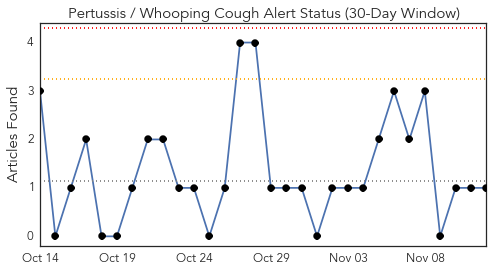 Pertussis / Whooping Cough Alert Status (30-Day Window)
Articles Found
4
3
2
1
0
Oct 14 Oct 19 Oct 24 Oct 29 Nov 03 Nov 08